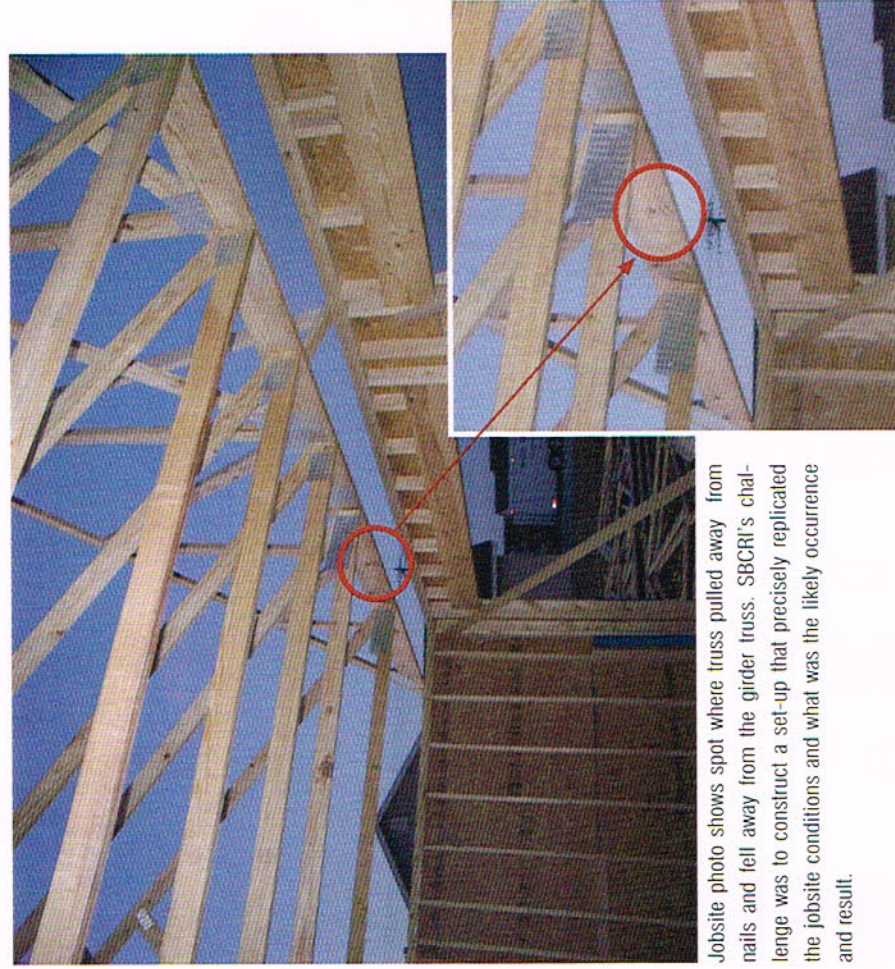 Jobsite photo shows spot where truss pulled away from
nails and fell away from the girder truss. SBCRI's chal-
lenge was to construct a set-up that precisely replicated
the jobsite conditions and what was the likely occurrence
and result.